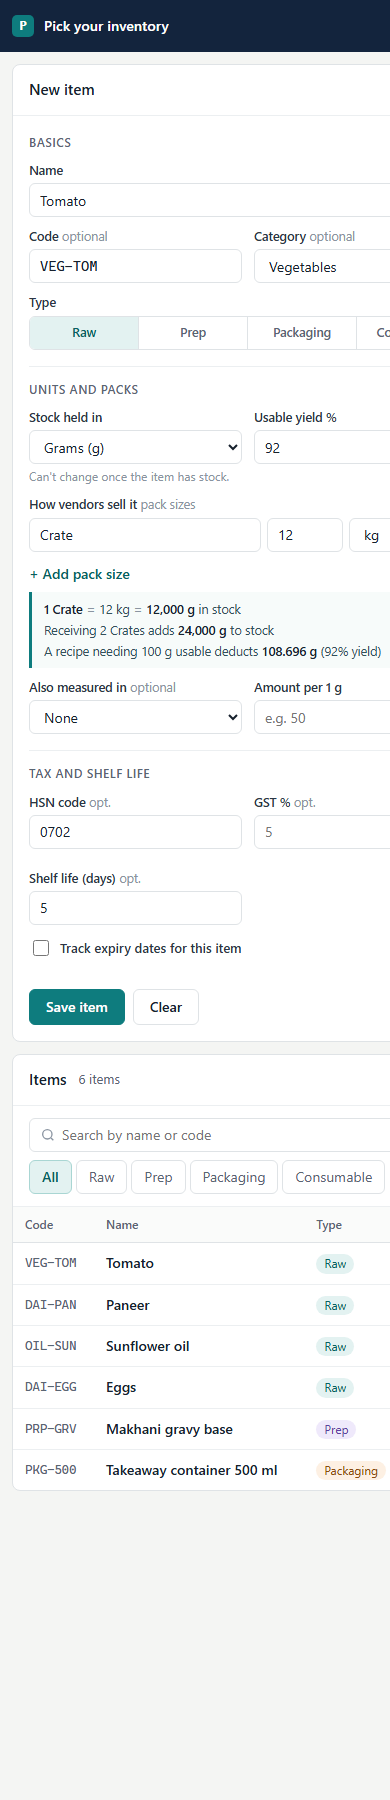 P Pick your inventory
New item
BASICS
Name
Tomato
Code optional Category optional
VEG-TOM Vegetables
Type
Raw Prep Packaging Co
UNITS AND PACKS
Stock held in Usable yield %
Grams (g) 92
Can't change once the item has stock.
How vendors sell it pack sizes
Crate 12 kg
+ Add pack size
1 Crate = 12 kg = 12,000 g in stock
Receiving 2 Crates adds 24,000 g to stock
A recipe needing 100 g usable deducts 108.696 g (92% yield)
Also measured in optional Amount per 1 g
None e.g. 50
TAX AND SHELF LIFE
HSN code opt. GST % opt.
0702 5
Shelf life (days) opt.
5
Track expiry dates for this item
Save item Clear
Items 6 items
Search by name or code
All Raw Prep Packaging Consumable
Code Name Type
VEG-TOM Tomato Raw
DAI-PAN Paneer Raw
OIL-SUN Sunflower oil Raw
DAI-EGG Eggs Raw
PRP-GRV Makhani gravy base Prep
PKG-500 Takeaway container 500 ml Packaging